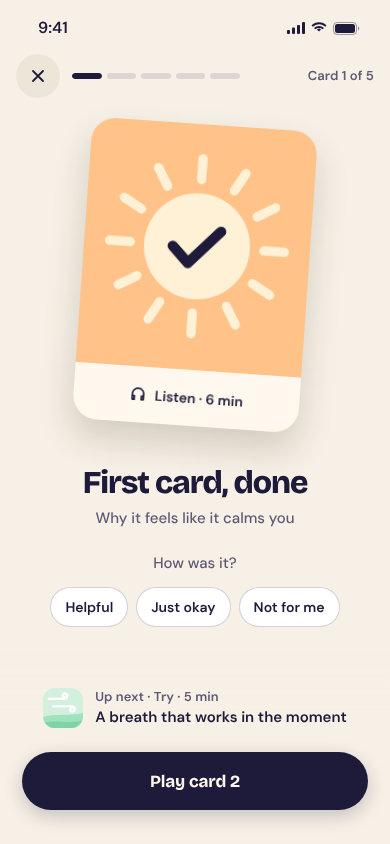 9:41
Card 1 of 5
Listen · 6 min
First card, done
Why it feels like it calms you
How was it?
Helpful
Just okay
Not for me
Up next · Try · 5 min
A breath that works in the moment
Play card 2